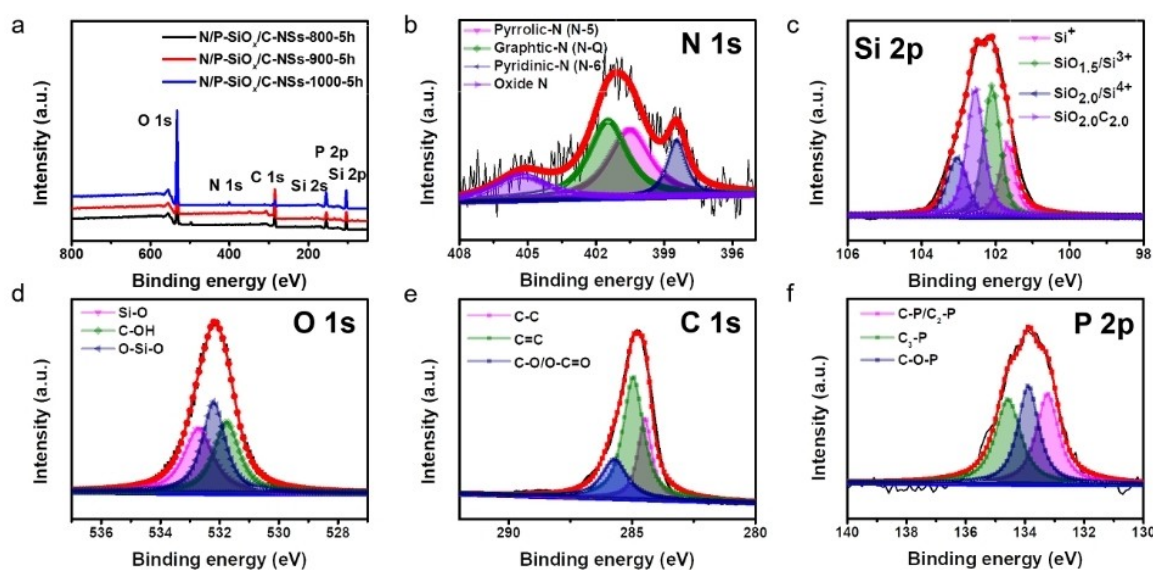 a
N/P-SiOx/C-NSs-800-5h
N/P-SiOx/C-NSs-900-5h
N/P-SiOx/C-NSs-1000-5h
O 1s
N 1s
C 1s
Si 2s
P 2p
Si 2p
Intensity (a.u.)
800
600
400
200
Binding energy (eV)
b
Pyrrolic-N (N-5)
Graphtic-N (N-Q)
Pyridinic-N (N-6)
Oxide N
N 1s
Intensity (a.u.)
408
405
402
399
396
Binding energy (eV)
c
Si 2p
Si+
SiO1.5/Si3+
SiO2.0/Si4+
SiO2.0C2.0
Intensity (a.u.)
106
104
102
100
98
Binding energy (eV)
d
Si-O
C-OH
O-Si-O
O 1s
Intensity (a.u.)
536
534
532
530
528
Binding energy (eV)
e
C-C
C=C
C-O/O-C=O
C 1s
Intensity (a.u.)
290
285
280
Binding energy (eV)
f
C-P/C2-P
C3-P
C-O-P
P 2p
Intensity (a.u.)
140
138
136
134
132
130
Binding energy (eV)